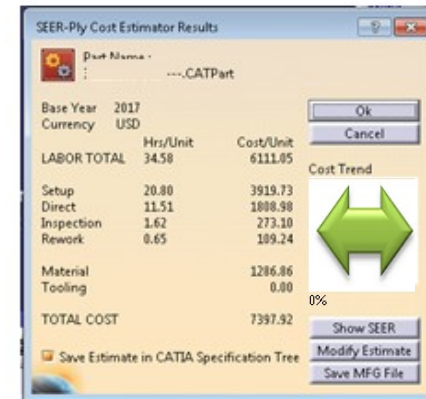 SEER-Ply Cost Estimator Results
Part Name :
: ---.CATPart
Base Year 2017
Currency USD
Hrs/Unit Cost/Unit
LABOR TOTAL 34.58 6111.05
Setup 20.80 3919.73
Direct 11.51 1808.98
Inspection 1.62 273.10
Rework 0.65 109.24
Material 1286.86
Tooling 0.00
TOTAL COST 7397.92
Save Estimate in CATIA Specification Tree
Ok
Cancel
Cost Trend
0%
Show SEER
Modify Estimate
Save MFG File